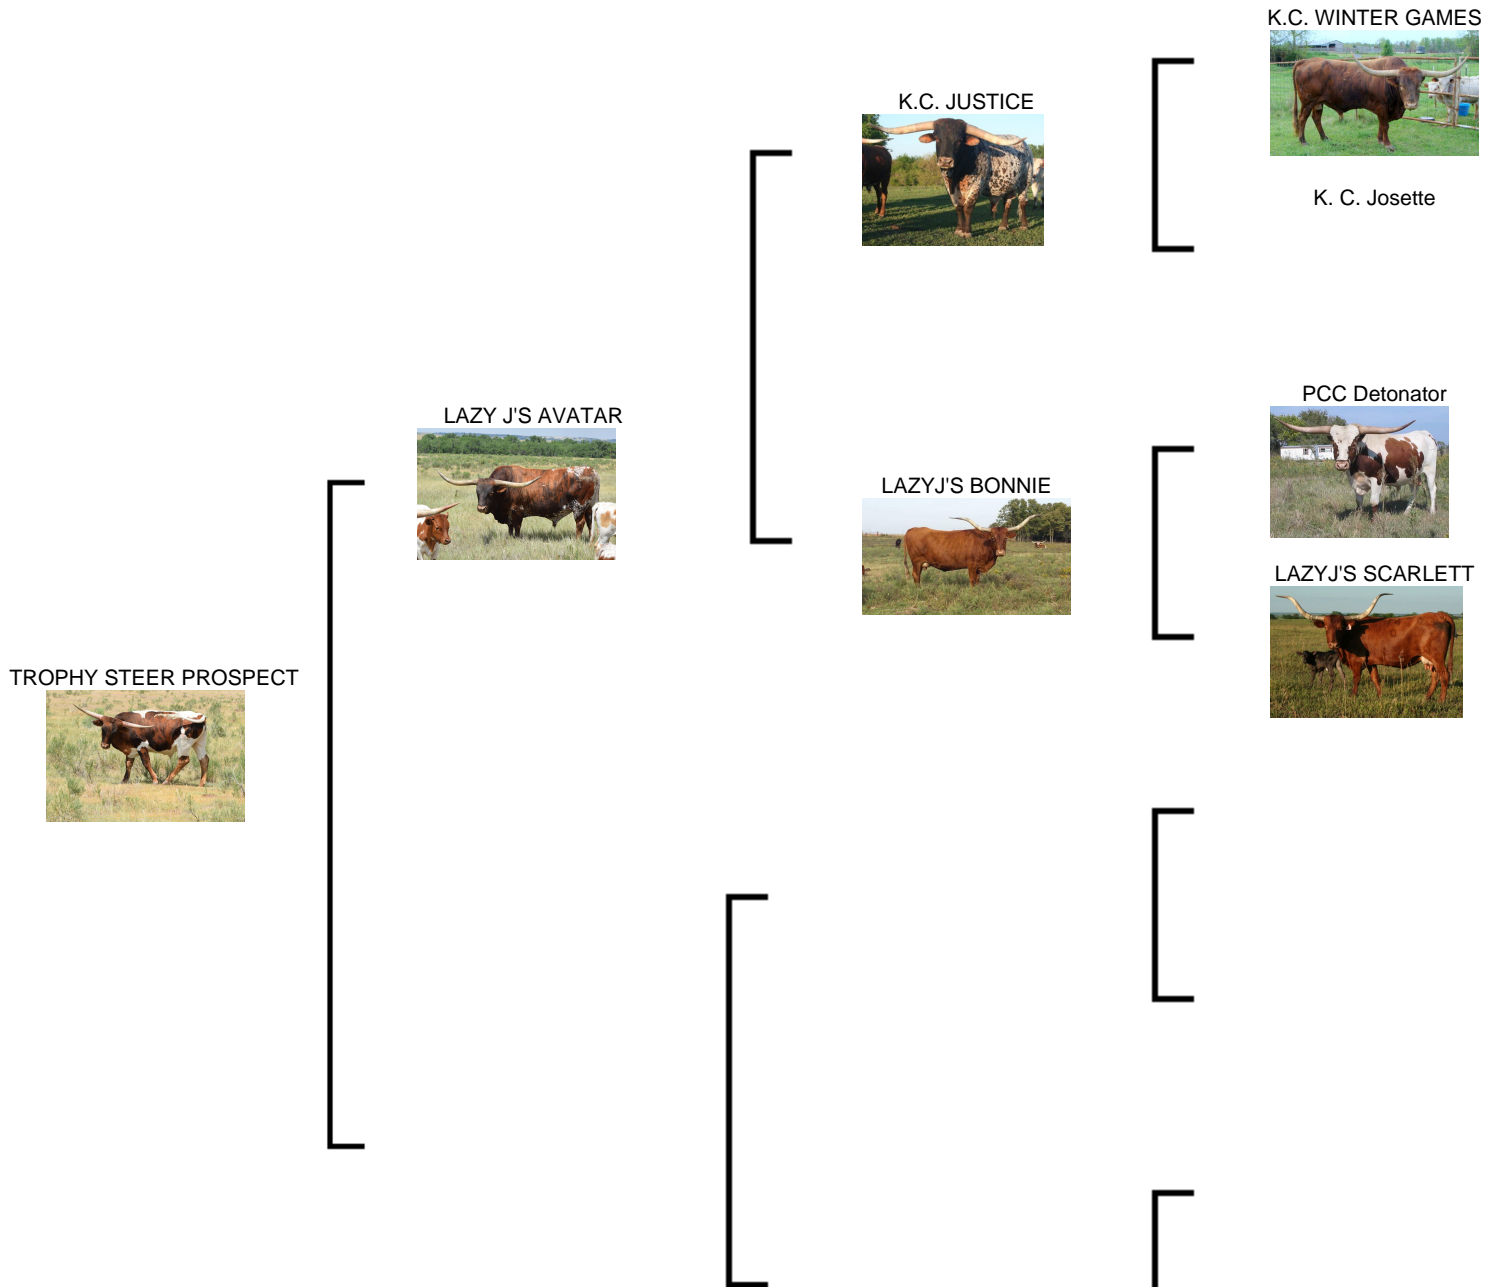 K.C. WINTER GAMES
K.C. JUSTICE
K. C. Josette
PCC Detonator
LAZY J'S AVATAR
LAZYJ'S BONNIE
LAZYJ'S SCARLETT
TROPHY STEER PROSPECT